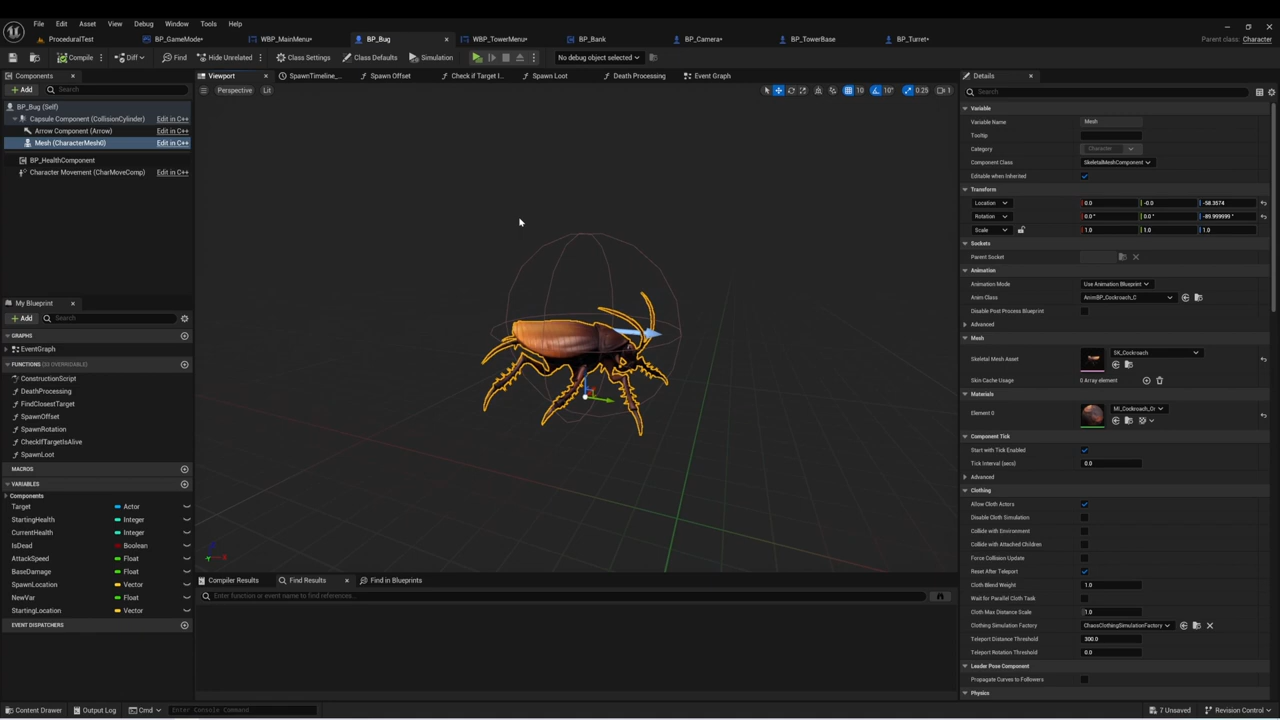 File Edit Asset View Debug Window Tools Help
ProceduralTest BP_GameMode• WBP_MainMenu• BP_Bug WBP_TowerMenu• BP_Bank BP_Camera• BP_TowerBase BP_Turret•
Parent class: Character
Compile Diff Find Hide Unrelated Class Settings Class Defaults Simulation No debug object selected
Components
Add Search
BP_Bug (Self)
Capsule Component (CollisionCylinder) Edit in C++
Arrow Component (Arrow) Edit in C++
Mesh (CharacterMesh0) Edit in C++
BP_HealthComponent
Character Movement (CharMoveComp) Edit in C++
My Blueprint
Add Search
GRAPHS
EventGraph
FUNCTIONS (33 OVERRIDABLE)
ConstructionScript
DeathProcessing
FindClosestTarget
SpawnOffset
SpawnRotation
CheckIfTargetIsAlive
SpawnLoot
MACROS
VARIABLES
Components
Target Actor
StartingHealth Integer
CurrentHealth Integer
IsDead Boolean
AttackSpeed Float
BaseDamage Float
SpawnLocation Vector
NewVar Float
StartingLocation Vector
EVENT DISPATCHERS
Viewport SpawnTimeline_... Spawn Offset Check if Target I... Spawn Loot Death Processing Event Graph
Perspective Lit
10 10° 0.25 1
Compiler Results Find Results Find in Blueprints
Enter function or event name to find references...
Details
Search
Variable
Variable Name Mesh
Tooltip
Category Character
Component Class SkeletalMeshComponent
Editable when Inherited
Transform
Location 0.0 -0.0 -58.3574
Rotation 0.0 ° 0.0 ° -89.999999 °
Scale 1.0 1.0 1.0
Sockets
Parent Socket
Animation
Animation Mode Use Animation Blueprint
Anim Class AnimBP_Cockroach_C
Disable Post Process Blueprint
Advanced
Mesh
Skeletal Mesh Asset SK_Cockroach
Skin Cache Usage 0 Array element
Materials
Element 0 MI_Cockroach_Dr
Component Tick
Start with Tick Enabled
Tick Interval (secs) 0.0
Advanced
Clothing
Allow Cloth Actors
Disable Cloth Simulation
Collide with Environment
Collide with Attached Children
Force Collision Update
Reset After Teleport
Cloth Blend Weight 1.0
Wait for Parallel Cloth Task
Cloth Max Distance Scale 1.0
Clothing Simulation Factory ChaosClothingSimulationFactory
Teleport Distance Threshold 300.0
Teleport Rotation Threshold 0.0
Leader Pose Component
Propagate Curves to Followers
Physics
Content Drawer Output Log Cmd Enter Console Command 7 Unsaved Revision Control